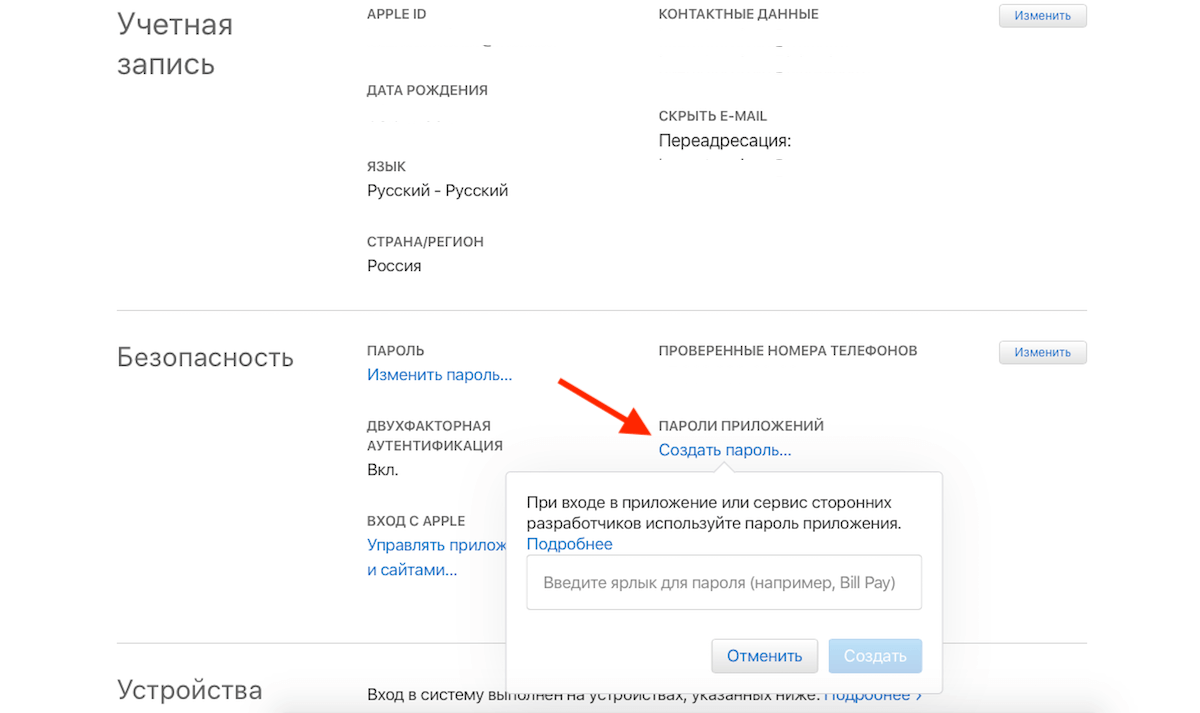 Учетная
запись
APPLE ID
КОНТАКТНЫЕ ДАННЫЕ
Изменить
ДАТА РОЖДЕНИЯ
СКРЫТЬ E-MAIL
Переадресация:
ЯЗЫК
Русский - Русский
СТРАНА/РЕГИОН
Россия
Безопасность
ПАРОЛЬ
Изменить пароль...
ПРОВЕРЕННЫЕ НОМЕРА ТЕЛЕФОНОВ
Изменить
ДВУХФАКТОРНАЯ
АУТЕНТИФИКАЦИЯ
Вкл.
ПАРОЛИ ПРИЛОЖЕНИЙ
Создать пароль...
ВХОД С APPLE
Управлять прилож
и сайтами...
При входе в приложение или сервис сторонних
разработчиков используйте пароль приложения.
Подробнее
Введите ярлык для пароля (например, Bill Pay)
Отменить
Создать
Устройства
Вход в систему выполнен на устройствах, указанных ниже. Подробнее ›